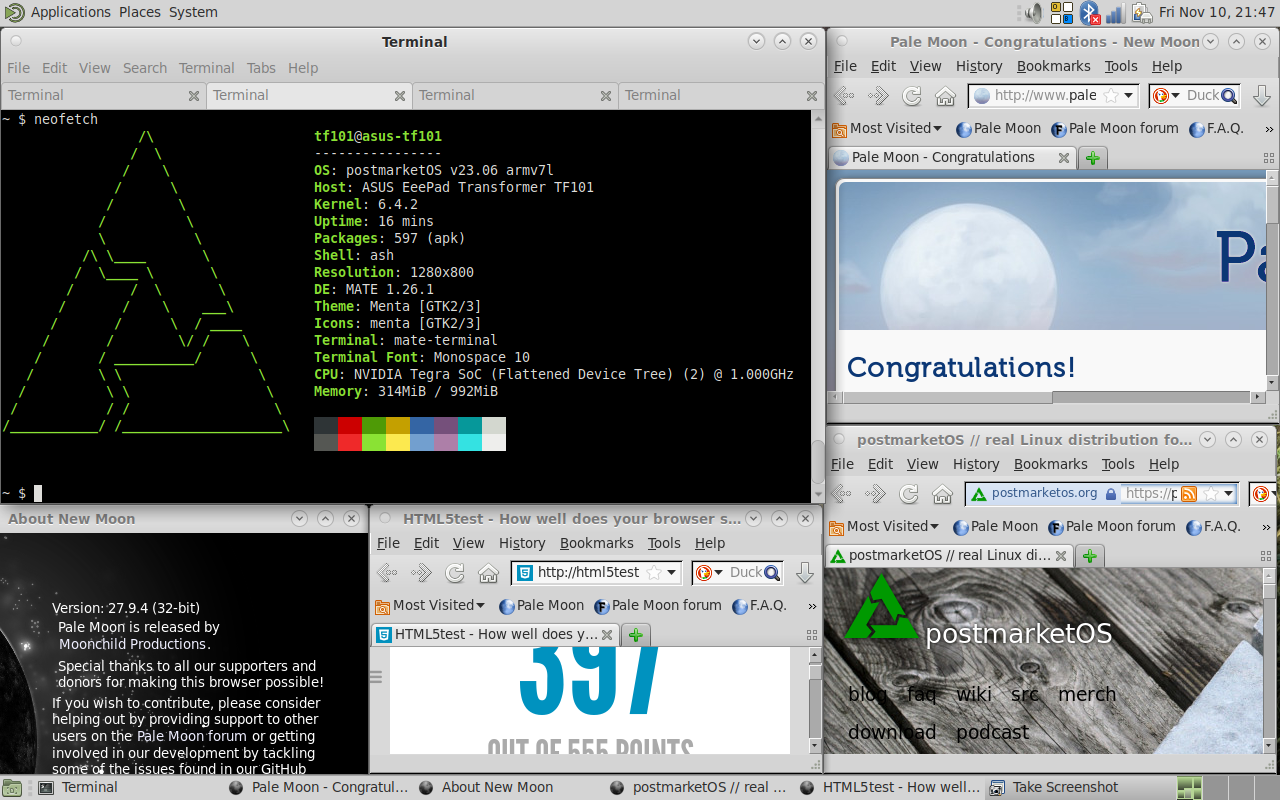 Applications Places System
Fri Nov 10, 21:47
Terminal
File Edit View Search Terminal Tabs Help
Terminal Terminal Terminal Terminal
~ $ neofetch
tf101@asus-tf101
----------------
OS: postmarketOS v23.06 armv7l
Host: ASUS EeePad Transformer TF101
Kernel: 6.4.2
Uptime: 16 mins
Packages: 597 (apk)
Shell: ash
Resolution: 1280x800
DE: MATE 1.26.1
Theme: Menta [GTK2/3]
Icons: menta [GTK2/3]
Terminal: mate-terminal
Terminal Font: Monospace 10
CPU: NVIDIA Tegra SoC (Flattened Device Tree) (2) @ 1.000GHz
Memory: 314MiB / 992MiB
~ $
Pale Moon - Congratulations - New Moon
File Edit View History Bookmarks Tools Help
http://www.pale
Duck
Most Visited Pale Moon Pale Moon forum F.A.Q. »
Pale Moon - Congratulations
Pa
Congratulations!
postmarketOS // real Linux distribution fo...
File Edit View History Bookmarks Tools Help
postmarketos.org https://p
Most Visited Pale Moon Pale Moon forum F.A.Q. »
postmarketOS // real Linux di...
postmarketOS
blog faq wiki src merch
download podcast
About New Moon
Version: 27.9.4 (32-bit)
Pale Moon is released by
Moonchild Productions.
Special thanks to all our supporters and
donors for making this browser possible!
If you wish to contribute, please consider
helping out by providing support to other
users on the Pale Moon forum or getting
involved in our development by tackling
some of the issues found in our GitHub
HTML5test - How well does your browser s...
File Edit View History Bookmarks Tools Help
http://html5test
Duck
Most Visited Pale Moon Pale Moon forum F.A.Q. »
HTML5test - How well does y...
397
OUT OF 555 POINTS
Terminal
Pale Moon - Congratul...
About New Moon
postmarketOS // real ...
HTML5test - How well...
Take Screenshot